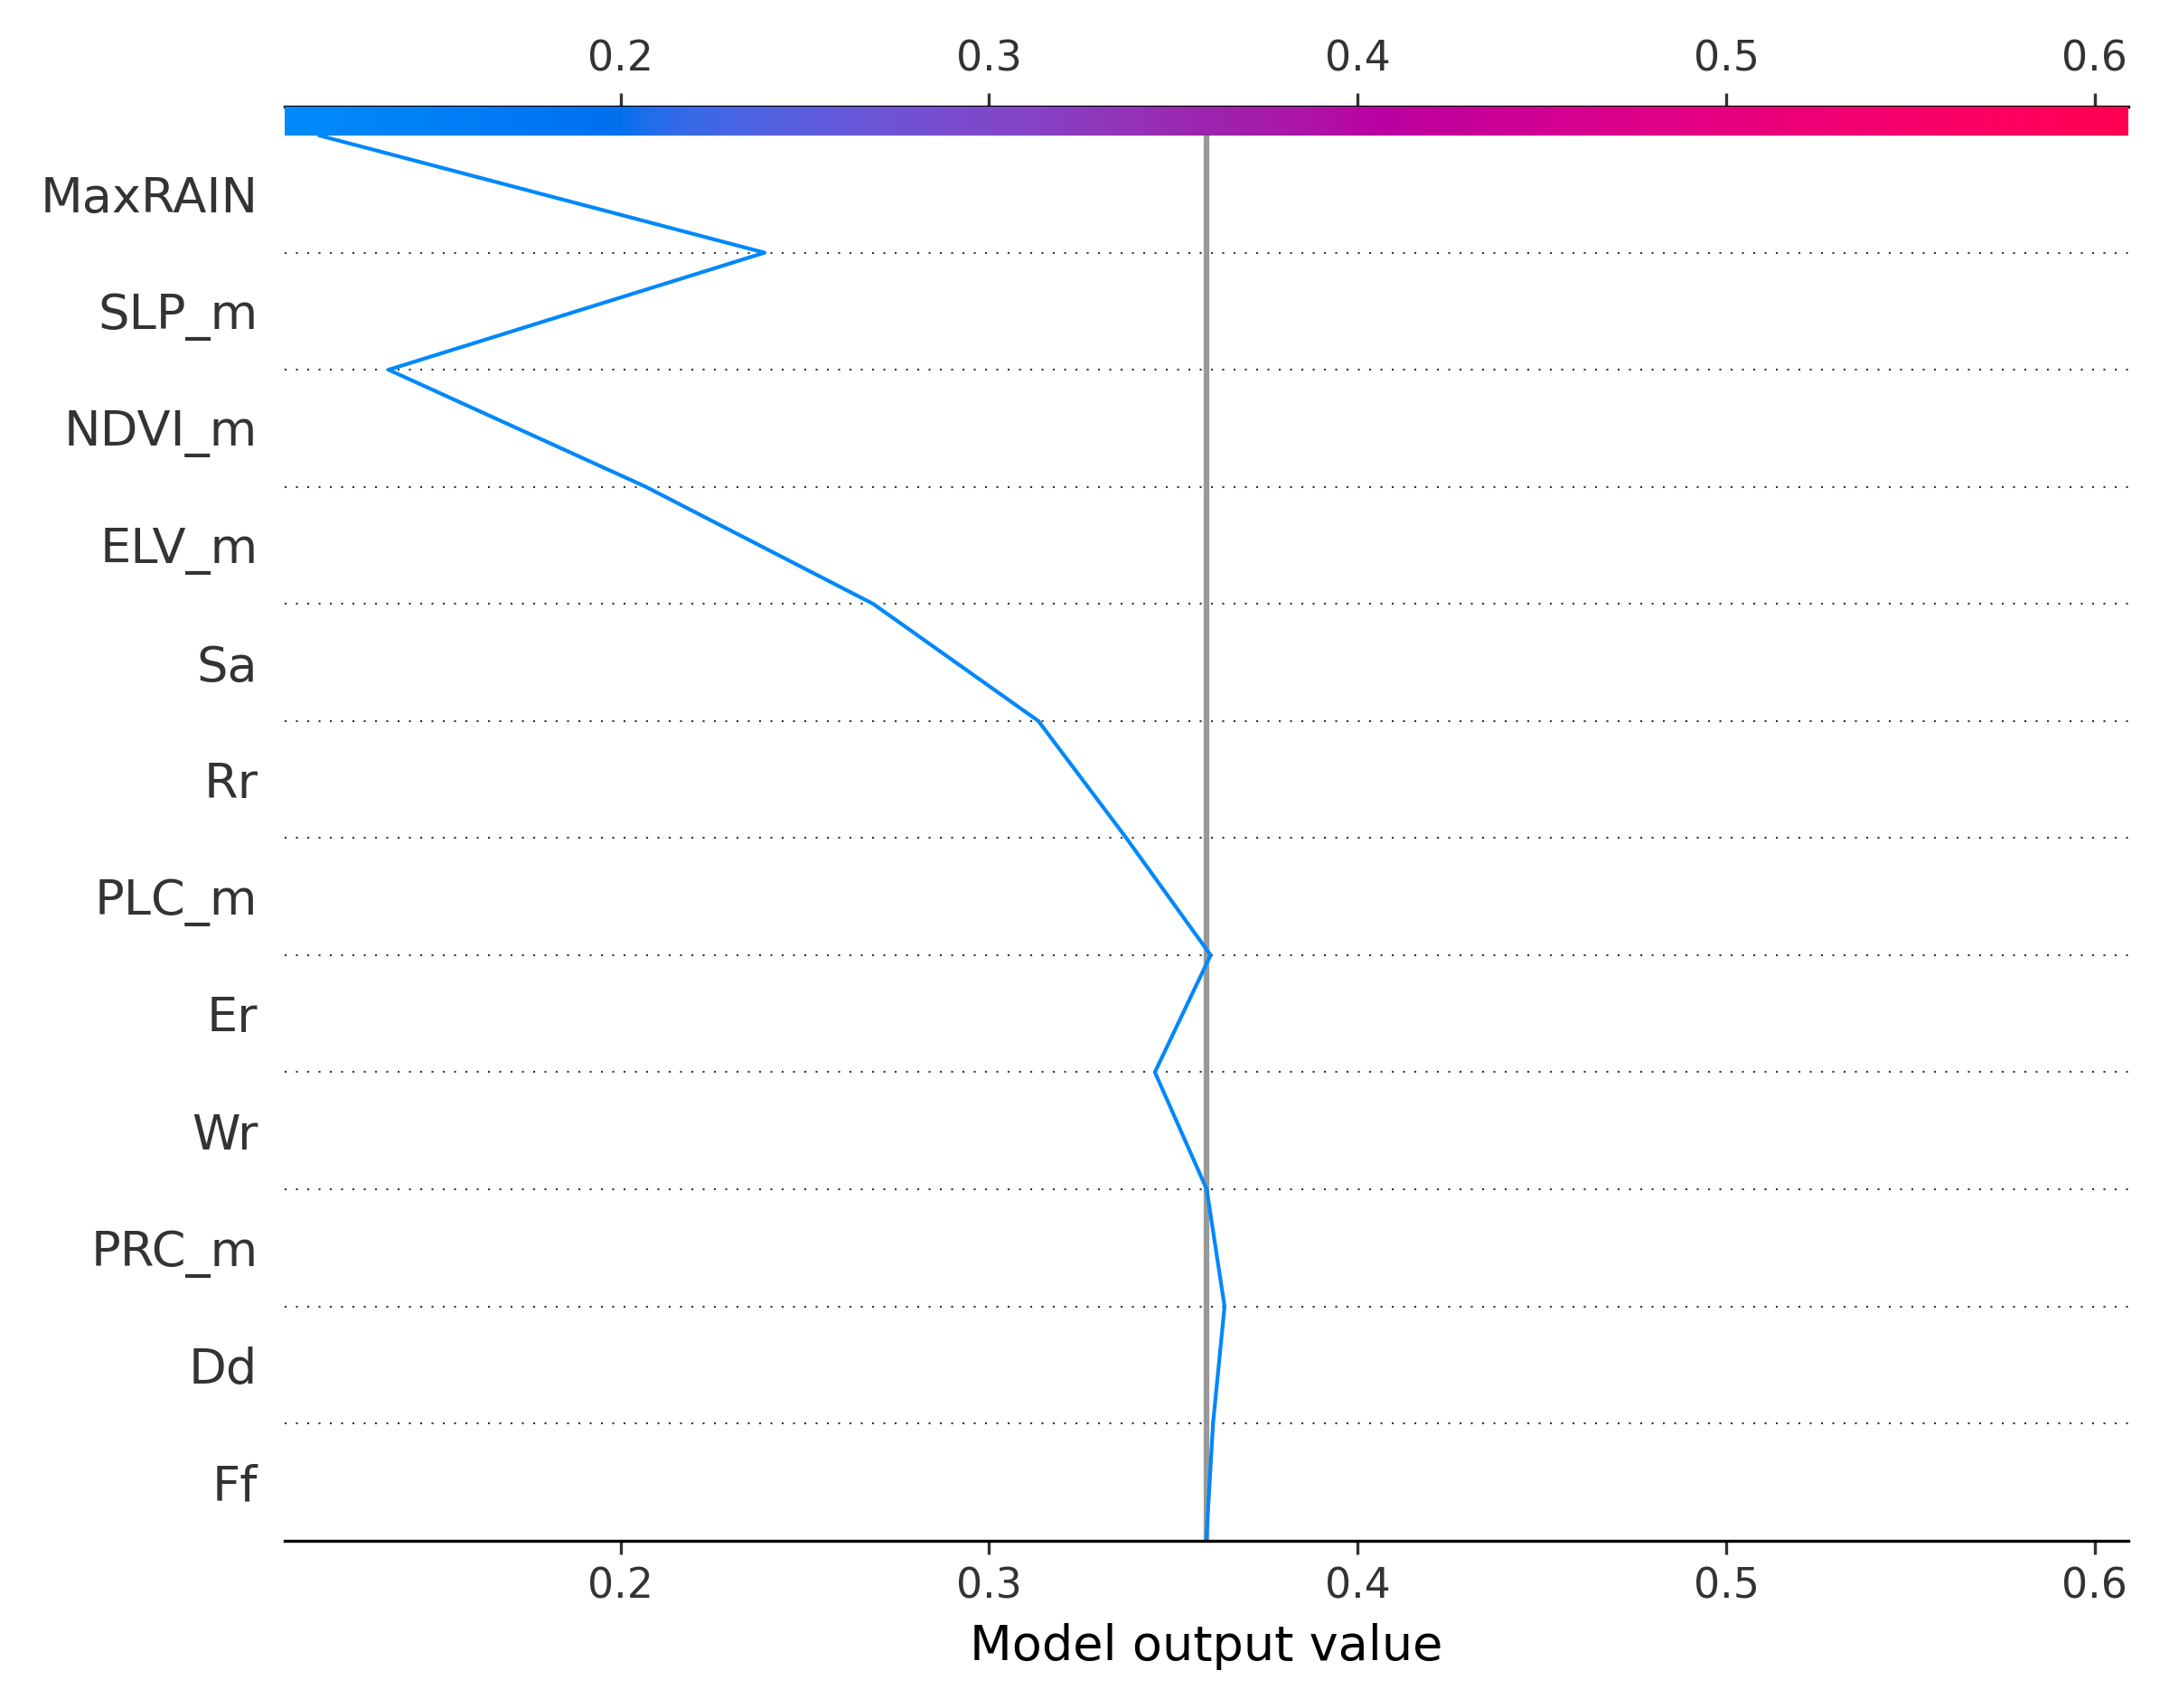 0.2 0.3 0.4 0.5 0.6
MaxRAIN
SLP_m
NDVI_m
ELV_m
Sa
Rr
PLC_m
Er
Wr
PRC_m
Dd
Ff
0.2 0.3 0.4 0.5 0.6
Model output value